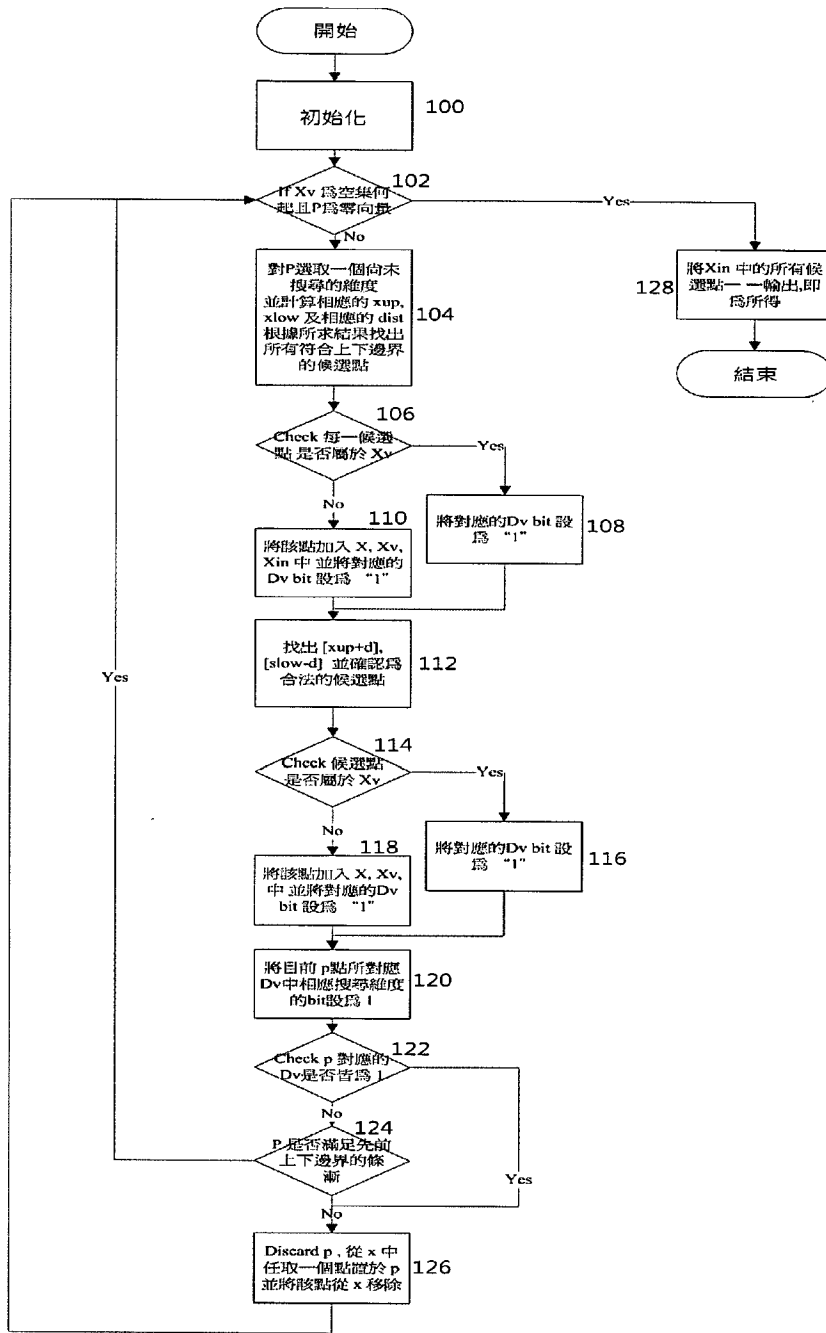 開始
初始化
100
102
If Xv 為空集何
起且P為零向量
Yes
No
對P選取一個尚未
搜尋的維度
並計算相應的 xup,
xlow 及相應的 dist
根據所求結果找出
所有符合上下邊界
的候選點
104
128
將Xin 中的所有候
選點一 一輸出,即
為所得
結束
106
Check 每一候選
點 是否屬於 Xv
Yes
No
110
將該點加入 X, Xv,
Xin 中 並將對應的
Dv bit 設為 “1”
將對應的Dv bit 設
為 “1”
108
找出 [xup+d],
[slow-d] 並確認為
合法的候選點
112
Yes
114
Check 候選點
是否屬於 Xv
Yes
No
118
將該點加入 X, Xv,
中 並將對應的Dv
bit 設為 “1”
將對應的Dv bit 設
為 “1”
116
將目前 p點所對應
Dv中相應搜尋維度
的bit設為 1
120
122
Check p 對應的
Dv是否皆為 1
No
124
P 是否滿足先前
上下邊界的條
漸
Yes
No
Discard p , 從 x 中
任取一個點置於 p
並將該點從 x 移除
126